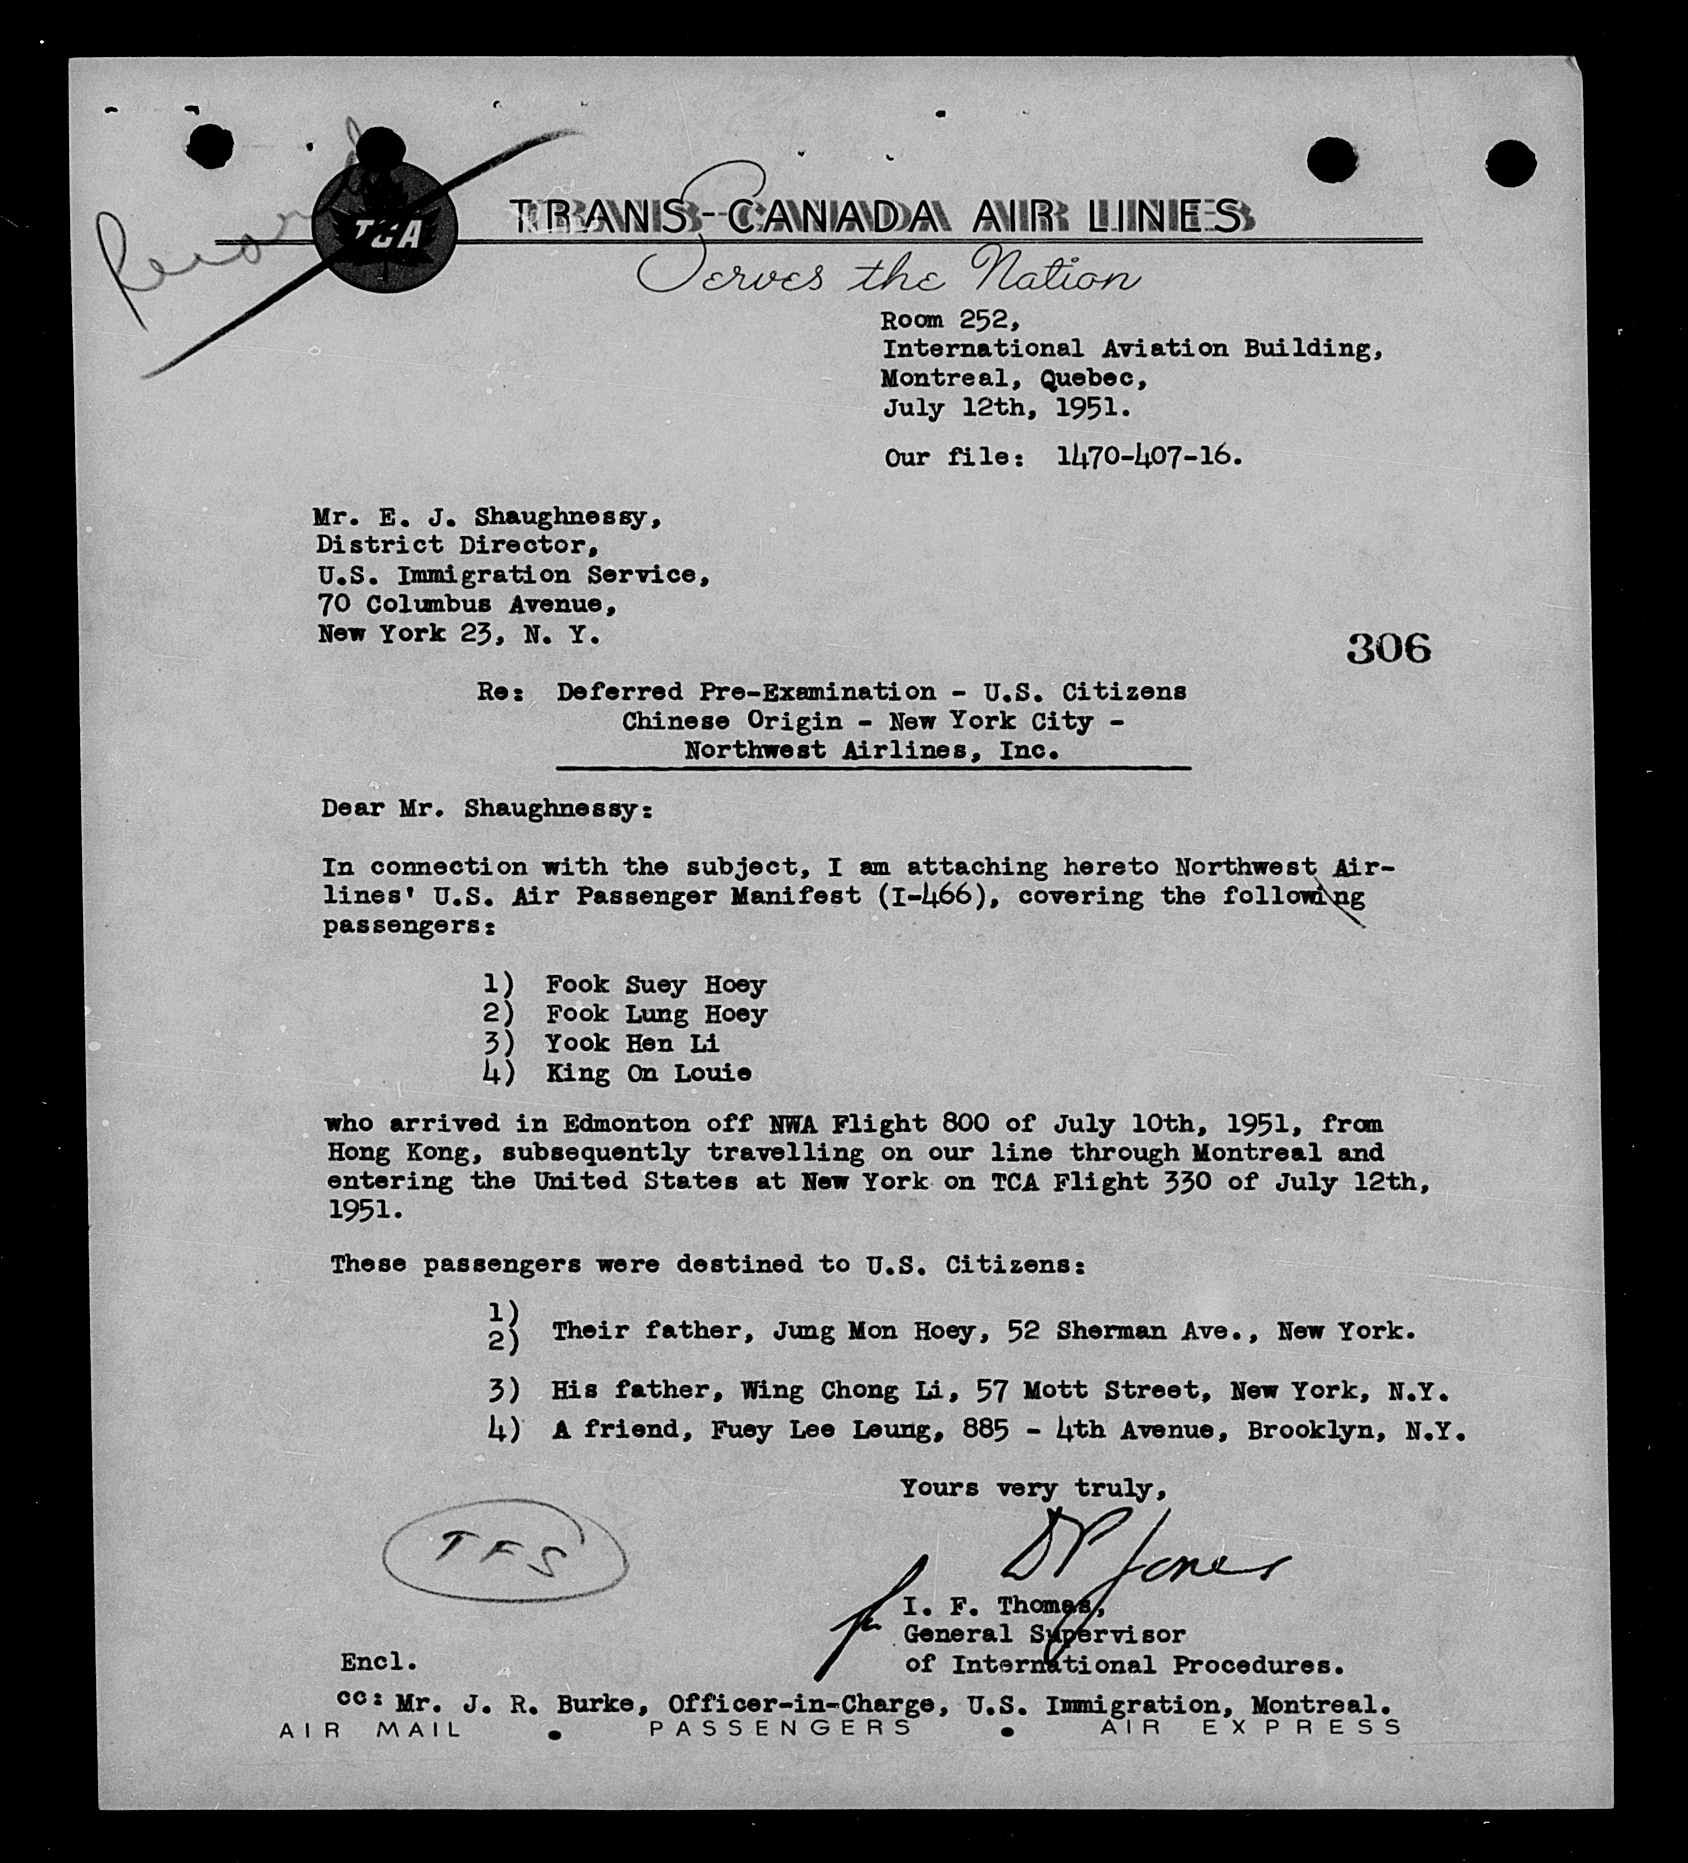 Record
TCA
TRANS-CANADA AIR LINES
Serves the Nation
Room 252,
International Aviation Building,
Montreal, Quebec,
July 12th, 1951.
Our file: 1470-407-16.
Mr. E. J. Shaughnessy,
District Director,
U.S. Immigration Service,
70 Columbus Avenue,
New York 23, N. Y.
306
Re: Deferred Pre-Examination - U.S. Citizens
Chinese Origin - New York City -
Northwest Airlines, Inc.
Dear Mr. Shaughnessy:
In connection with the subject, I am attaching hereto Northwest Air-
lines' U.S. Air Passenger Manifest (I-466), covering the following
passengers:
1) Fook Suey Hoey
2) Fook Lung Hoey
3) Yook Hen Li
4) King On Louie
who arrived in Edmonton off NWA Flight 800 of July 10th, 1951, from
Hong Kong, subsequently travelling on our line through Montreal and
entering the United States at New York on TCA Flight 330 of July 12th,
1951.
These passengers were destined to U.S. Citizens:
1)
2) Their father, Jung Mon Hoey, 52 Sherman Ave., New York.
3) His father, Wing Chong Li, 57 Mott Street, New York, N.Y.
4) A friend, Fuey Lee Leung, 885 - 4th Avenue, Brooklyn, N.Y.
Yours very truly,
DP Jones
TFS
for I. F. Thomas,
General Supervisor
of International Procedures.
Encl.
cc: Mr. J. R. Burke, Officer-in-Charge, U.S. Immigration, Montreal.
AIR MAIL • PASSENGERS • AIR EXPRESS